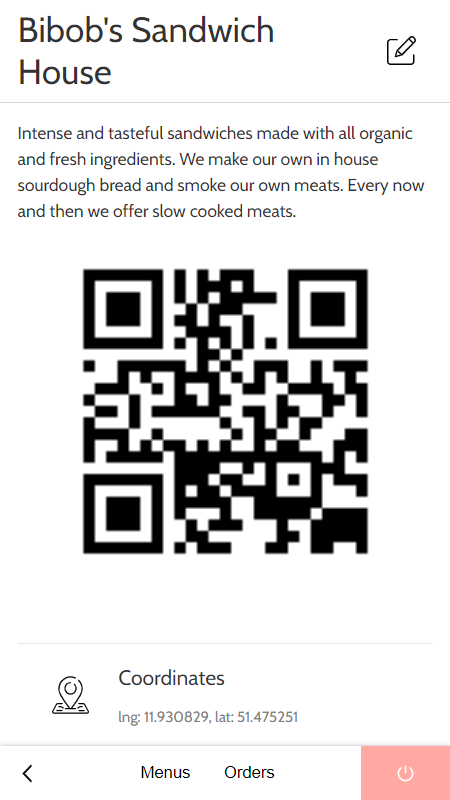 Bibob's Sandwich
House
Intense and tasteful sandwiches made with all organic
and fresh ingredients. We make our own in house
sourdough bread and smoke our own meats. Every now
and then we offer slow cooked meats.
Coordinates
lng: 11.930829, lat: 51.475251
Menus Orders